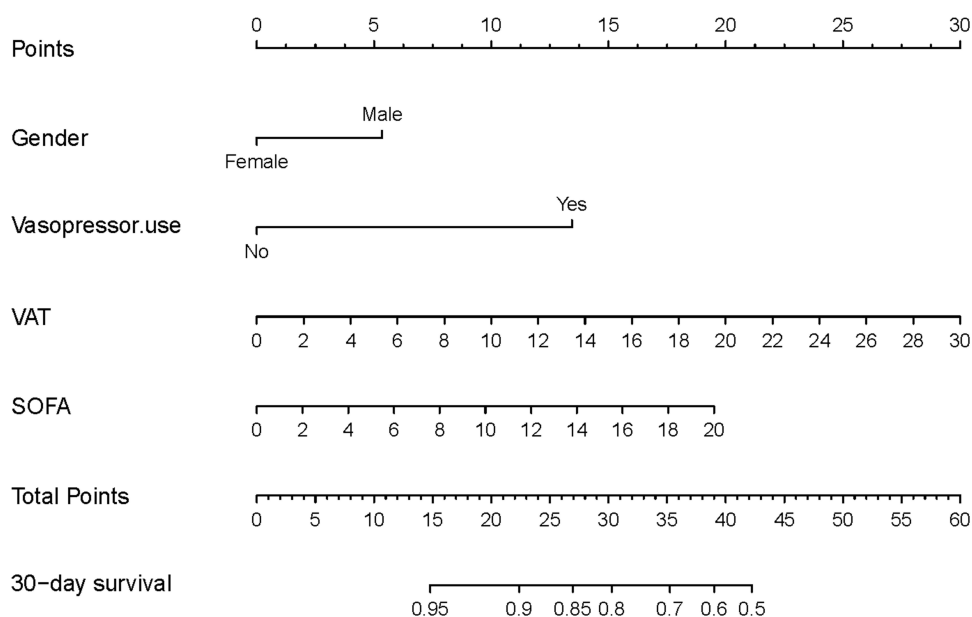 0 5 10 15 20 25 30
Points
Male
Gender
Female
Yes
Vasopressor.use
No
VAT
0 2 4 6 8 10 12 14 16 18 20 22 24 26 28 30
SOFA
0 2 4 6 8 10 12 14 16 18 20
Total Points
0 5 10 15 20 25 30 35 40 45 50 55 60
30−day survival
0.95 0.9 0.85 0.8 0.7 0.6 0.5